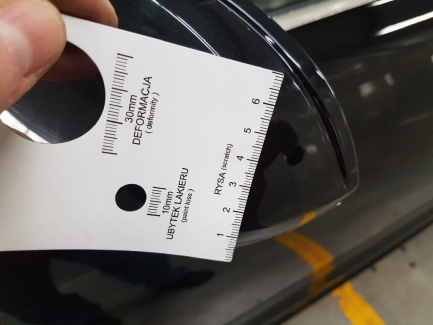 30mm
DEFORMACJA
(deformity)
10mm
UBYTEK LAKIERU
(paint loss)
RYSA (scratch)
1 2 3 4 5 6